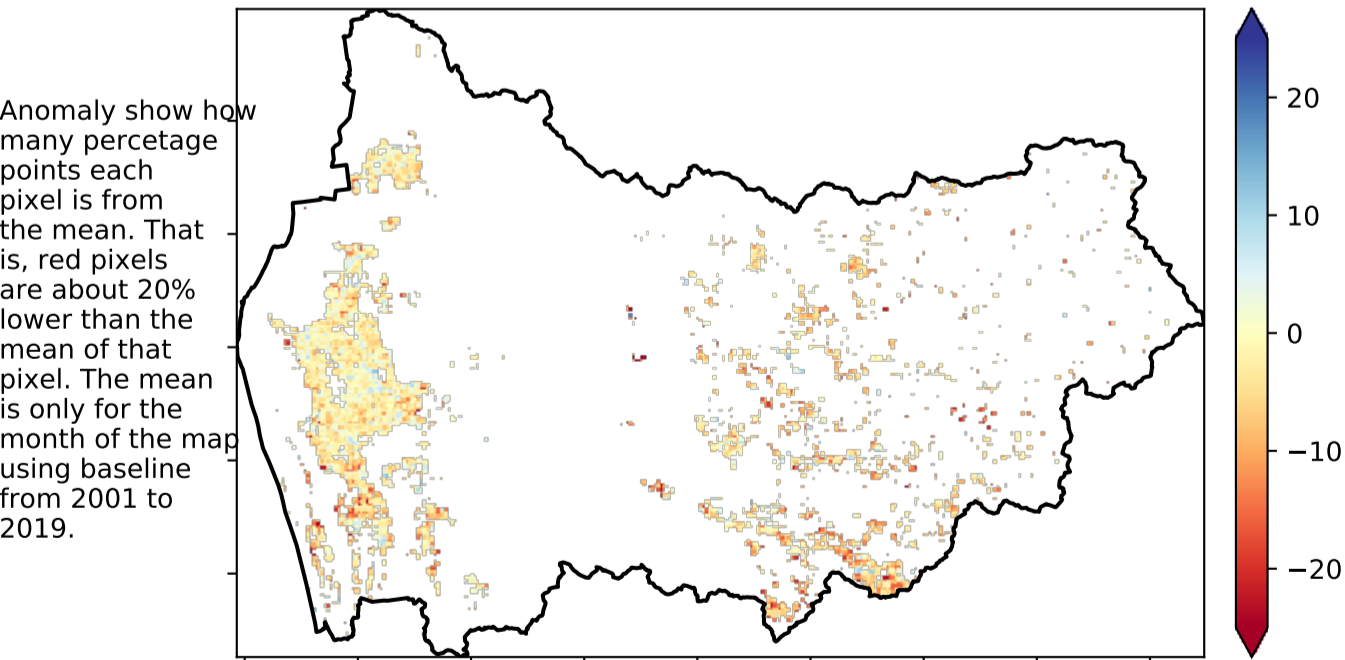 Anomaly show how
many percetage
points each
pixel is from
the mean. That
is, red pixels
are about 20%
lower than the
mean of that
pixel. The mean
is only for the
month of the map
using baseline
from 2001 to
2019.
20
10
0
−10
−20